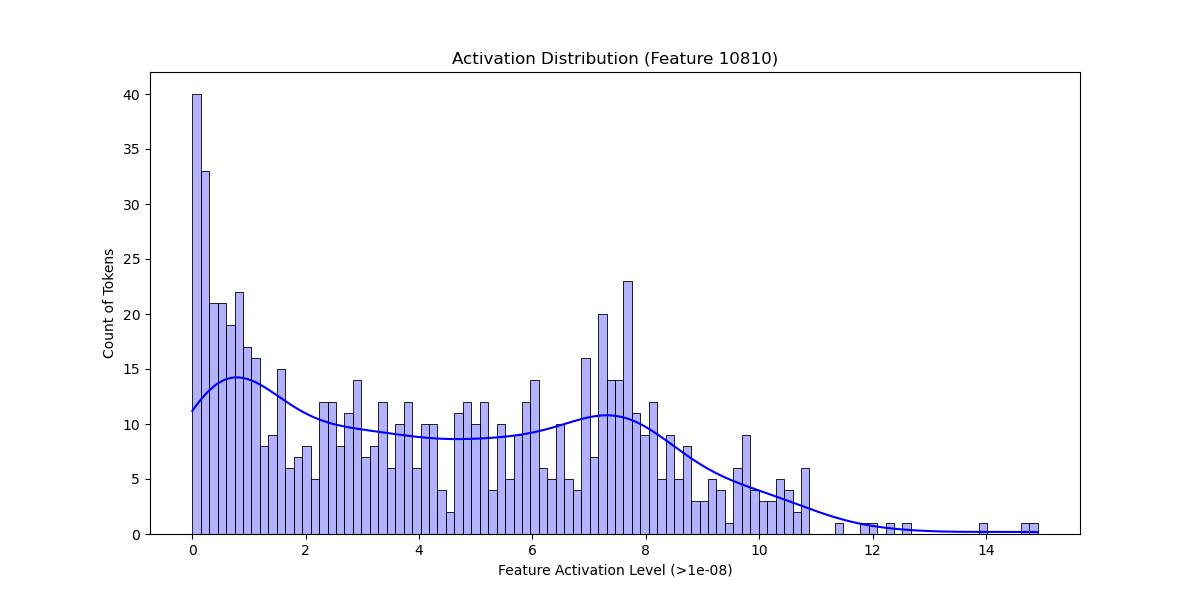 Activation Distribution (Feature 10810)
40
35
30
25
20
15
10
5
0
Count of Tokens
0 2 4 6 8 10 12 14
Feature Activation Level (>1e-08)